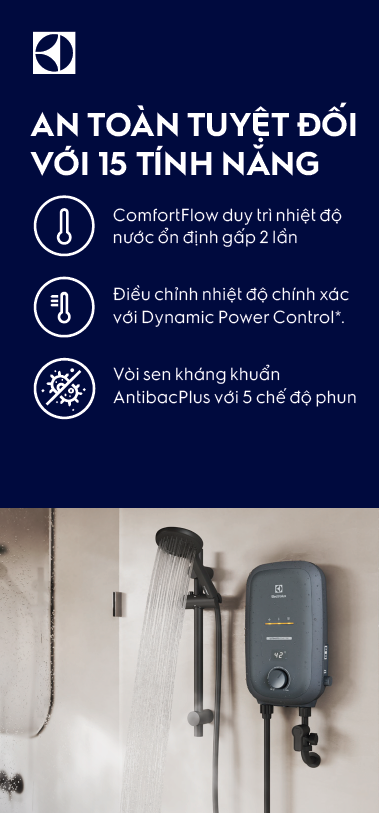 AN TOÀN TUYỆT ĐỐI
VỚI 15 TÍNH NĂNG
ComfortFlow duy trì nhiệt độ
nước ổn định gấp 2 lần
Điều chỉnh nhiệt độ chính xác
với Dynamic Power Control*.
Vòi sen kháng khuẩn
AntibacPlus với 5 chế độ phun
Electrolux
42°